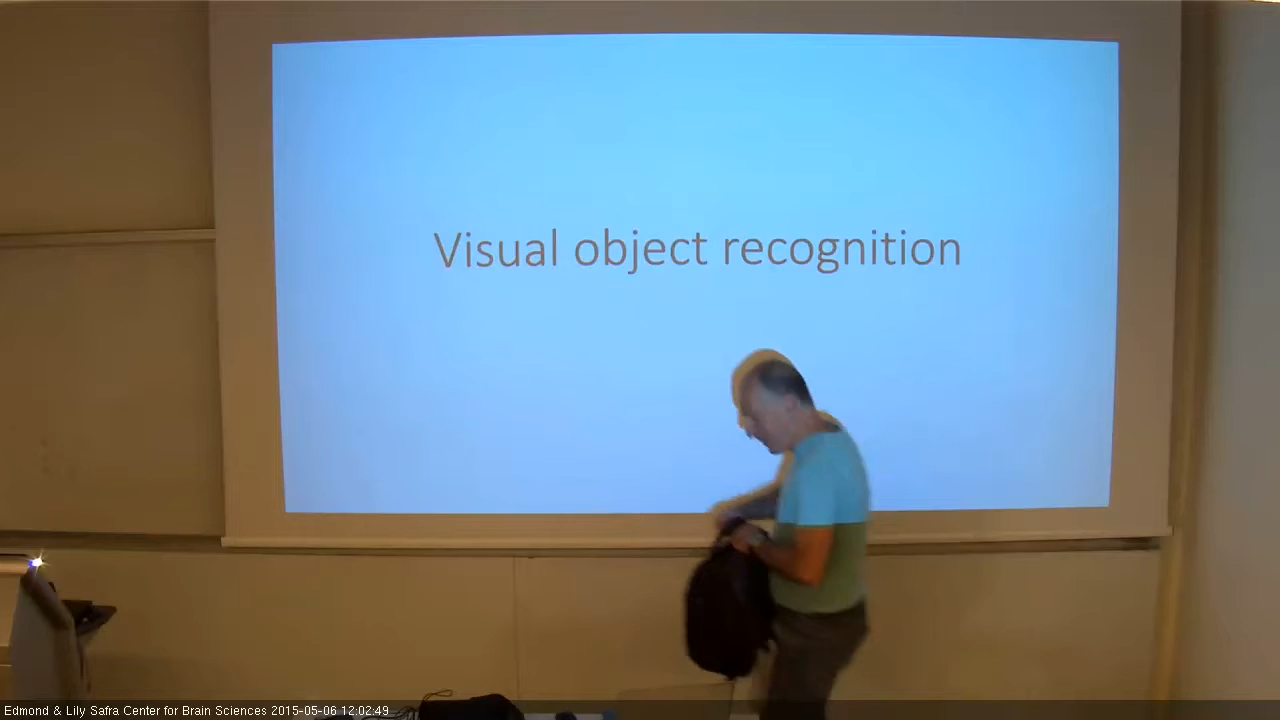 Visual object recognition
Edmond & Lily Safra Center for Brain Sciences 2015-05-06 12:02:49